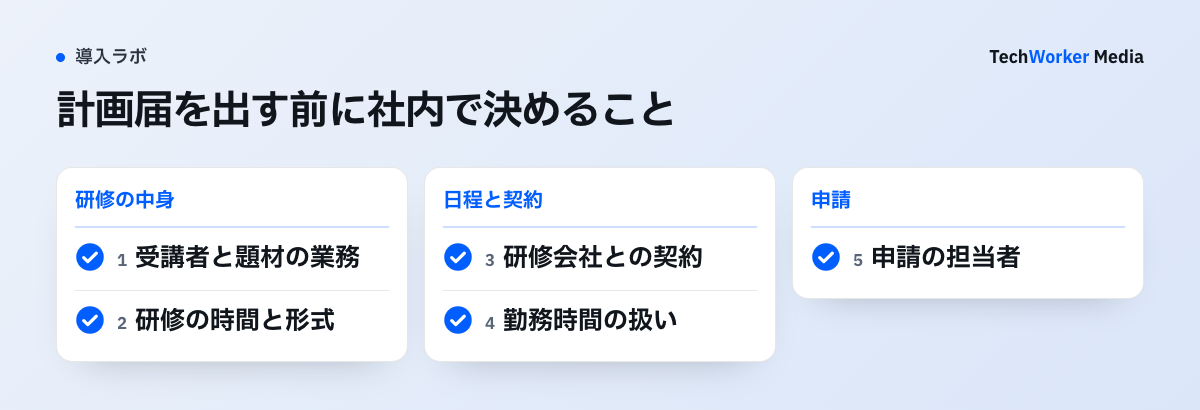 導入ラボ
TechWorker Media
計画届を出す前に社内で決めること
研修の中身
1 受講者と題材の業務
2 研修の時間と形式
日程と契約
3 研修会社との契約
4 勤務時間の扱い
申請
5 申請の担当者